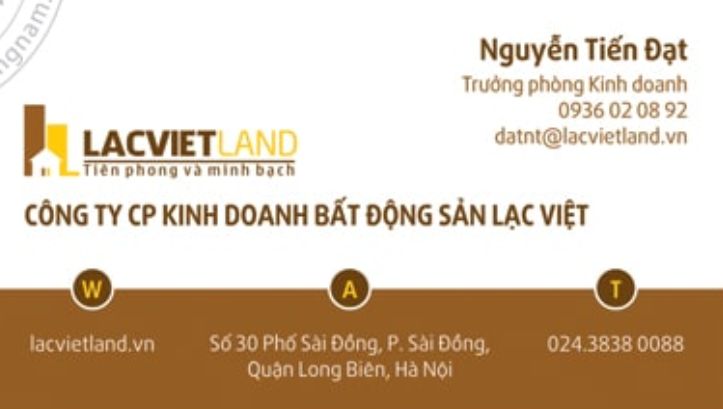 Nguyễn Tiến Đạt
Trưởng phòng Kinh doanh
0936 02 08 92
datnt@lacvietland.vn
LACVIETLAND
Tiên phong và minh bạch
CÔNG TY CP KINH DOANH BẤT ĐỘNG SẢN LẠC VIỆT
W
A
T
lacvietland.vn
Số 30 Phố Sài Đồng, P. Sài Đồng,
Quận Long Biên, Hà Nội
024.3838 0088